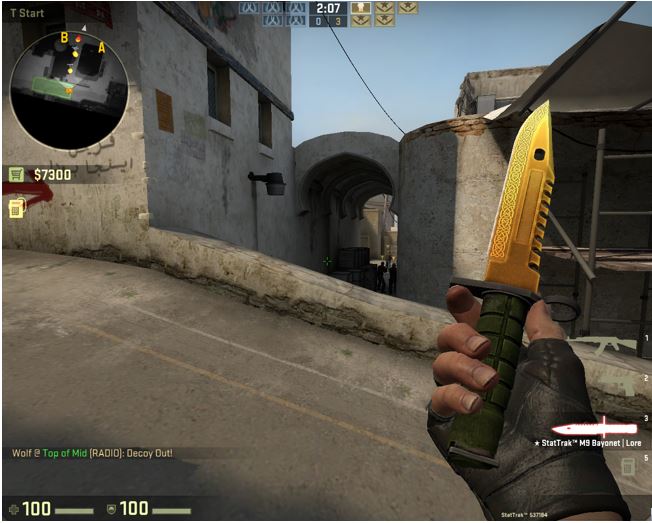 T Start
2:07
0 3
B
A
$7300
1
2
3
★ StatTrak™ M9 Bayonet | Lore
5
Wolf @ Top of Mid (RADIO): Decoy Out!
100
100
StatTrak™ 537184